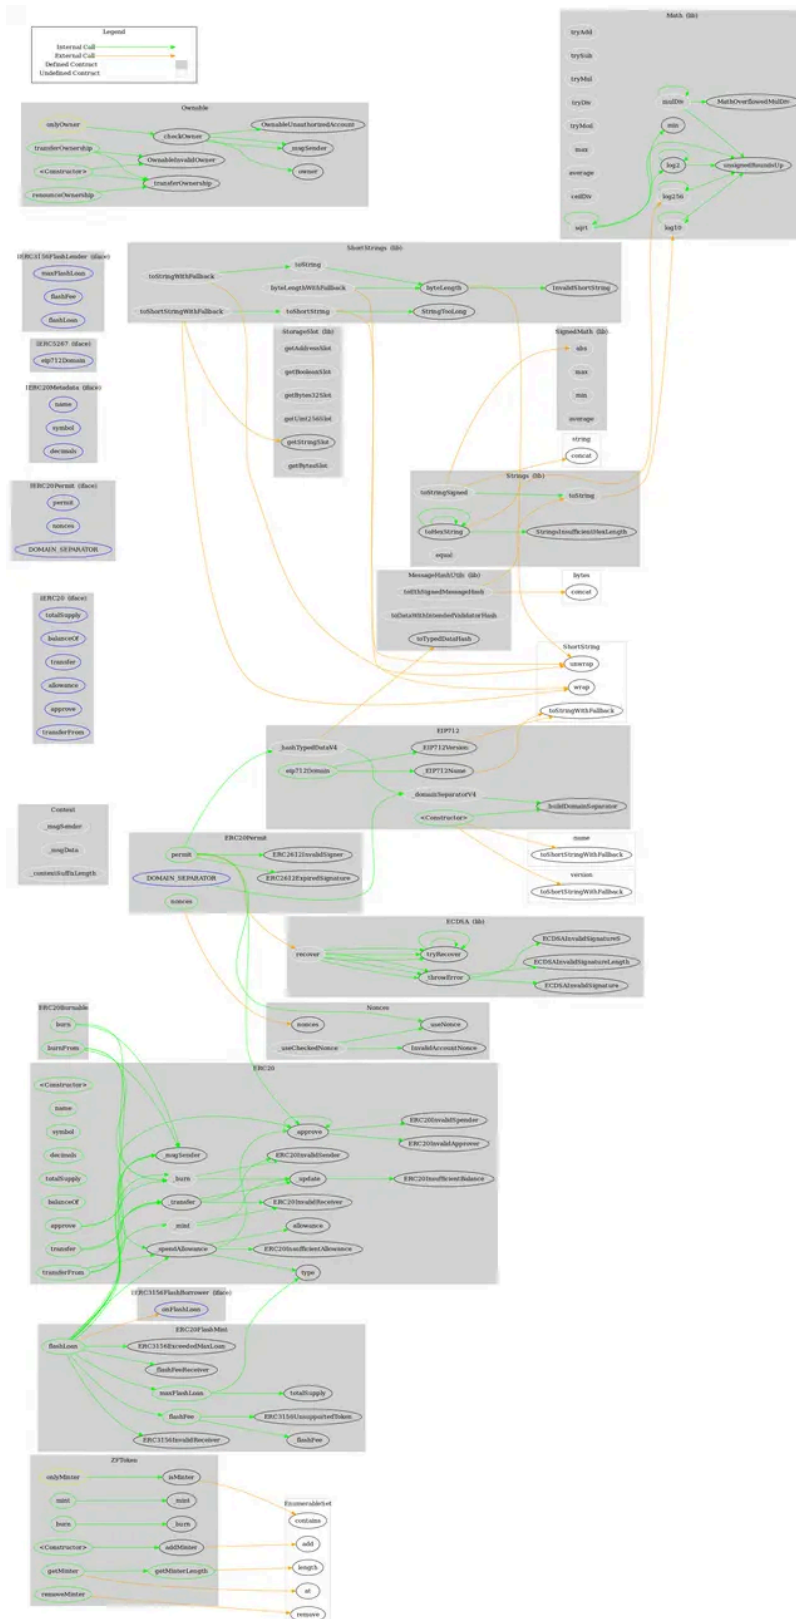 Legend
Internal Call
External Call
Defined Contract
Undefined Contract
Math (lib)
tryAdd
trySub
tryMul
tryDiv
tryMod
max
average
ceilDiv
sqrt
mulDiv
min
log2
log256
log10
MathOverflowedMulDiv
unsignedRoundsUp
Ownable
onlyOwner
transferOwnership
<Constructor>
renounceOwnership
_checkOwner
OwnableInvalidOwner
_transferOwnership
OwnableUnauthorizedAccount
_msgSender
owner
IERC3156FlashLender (iface)
maxFlashLoan
flashFee
flashLoan
IERC5267 (iface)
eip712Domain
IERC20Metadata (iface)
name
symbol
decimals
IERC20Permit (iface)
permit
nonces
DOMAIN_SEPARATOR
IERC20 (iface)
totalSupply
balanceOf
transfer
allowance
approve
transferFrom
Context
_msgSender
_msgData
_contextSuffixLength
ShortStrings (lib)
toStringWithFallback
toShortStringWithFallback
toString
byteLengthWithFallback
toShortString
byteLength
StringTooLong
InvalidShortString
StorageSlot (lib)
getAddressSlot
getBooleanSlot
getBytes32Slot
getUint256Slot
getStringSlot
getBytesSlot
SignedMath (lib)
abs
max
min
average
string
concat
Strings (lib)
toStringSigned
toHexString
equal
toString
StringsInsufficientHexLength
MessageHashUtils (lib)
toEthSignedMessageHash
toDataWithIntendedValidatorHash
toTypedDataHash
bytes
concat
ShortString
unwrap
wrap
toStringWithFallback
EIP712
_hashTypedDataV4
eip712Domain
_EIP712Version
_EIP712Name
_domainSeparatorV4
<Constructor>
_buildDomainSeparator
name
toShortStringWithFallback
version
toShortStringWithFallback
ERC20Permit
permit
DOMAIN_SEPARATOR
nonces
ERC2612InvalidSigner
ERC2612ExpiredSignature
ECDSA (lib)
recover
tryRecover
_throwError
ECDSAInvalidSignatureS
ECDSAInvalidSignatureLength
ECDSAInvalidSignature
Nonces
nonces
_useCheckedNonce
_useNonce
InvalidAccountNonce
ERC20Burnable
burn
burnFrom
ERC20
<Constructor>
name
symbol
decimals
totalSupply
balanceOf
approve
transfer
transferFrom
_msgSender
_burn
_transfer
_mint
_spendAllowance
_approve
ERC20InvalidSender
_update
ERC20InvalidReceiver
allowance
ERC20InsufficientAllowance
type
ERC20InvalidSpender
ERC20InvalidApprover
ERC20InsufficientBalance
IERC3156FlashBorrower (iface)
onFlashLoan
ERC20FlashMint
flashLoan
ERC3156ExceededMaxLoan
_flashFeeReceiver
maxFlashLoan
flashFee
ERC3156InvalidReceiver
totalSupply
ERC3156UnsupportedToken
_flashFee
onlyMinter
mint
burn
<Constructor>
getMinter
removeMinter
isMinter
_mint
_burn
addMinter
getMinterLength
EnumerableSet
contains
add
length
at
remove